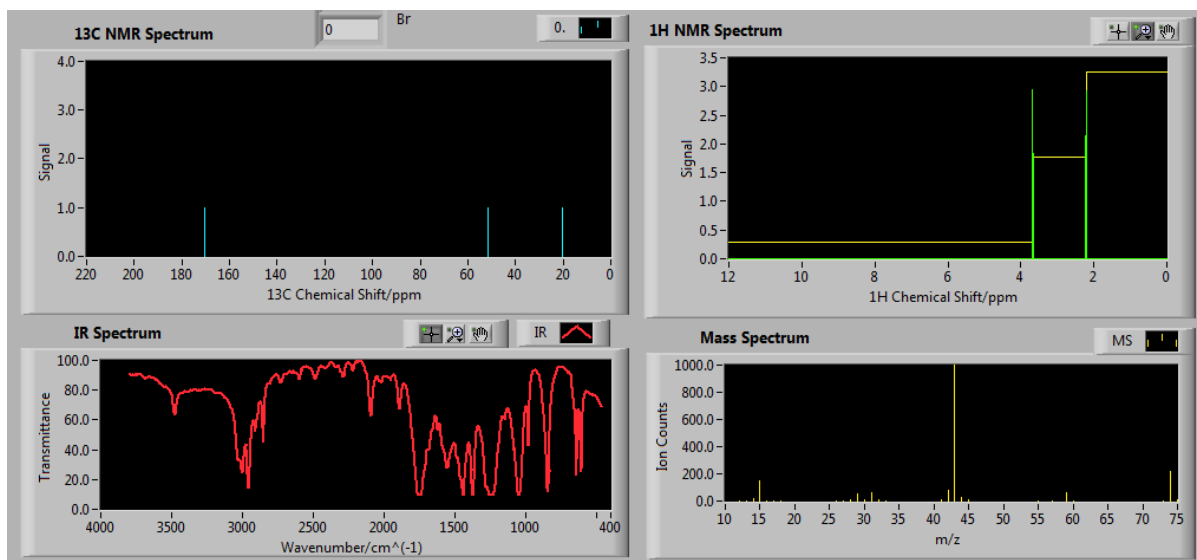 13C NMR Spectrum
0
Br
0.
4.0
3.0
2.0
1.0
0.0
Signal
220 200 180 160 140 120 100 80 60 40 20 0
13C Chemical Shift/ppm
1H NMR Spectrum
3.5
3.0
2.5
2.0
1.5
1.0
0.5
0.0
Signal
12 10 8 6 4 2 0
1H Chemical Shift/ppm
IR Spectrum
IR
100.0
80.0
60.0
40.0
20.0
0.0
Transmittance
4000 3500 3000 2500 2000 1500 1000 400
Wavenumber/cm^(-1)
Mass Spectrum
MS
1000.0
800.0
600.0
400.0
200.0
0.0
Ion Counts
10 15 20 25 30 35 40 45 50 55 60 65 70 75
m/z